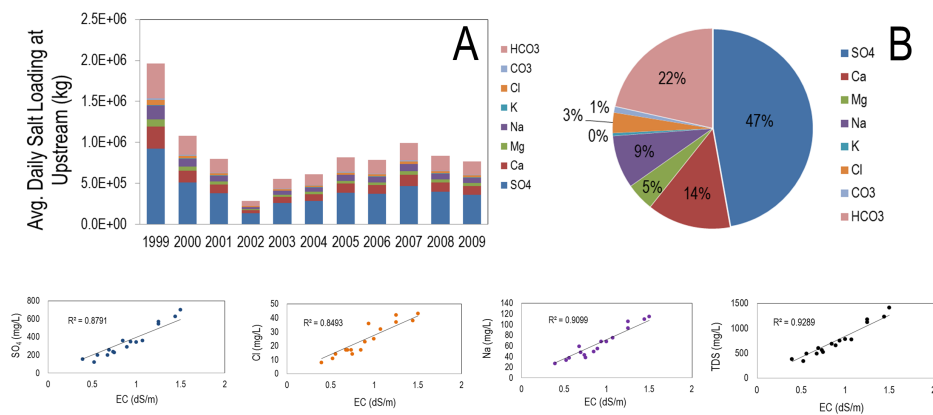 A
2.5E+06
2.0E+06
1.5E+06
1.0E+06
5.0E+05
0.0E+00
Avg. Daily Salt Loading at
Upstream (kg)
1999 2000 2001 2002 2003 2004 2005 2006 2007 2008 2009
HCO3
CO3
Cl
K
Na
Mg
Ca
SO4
B
47%
14%
5%
9%
0%
3%
1%
22%
SO4
Ca
Mg
Na
K
Cl
CO3
HCO3
800
600
400
200
0
SO₄ (mg/L)
R² = 0.8791
0 0.5 1 1.5 2
EC (dS/m)
50
40
30
20
10
0
Cl (mg/L)
R² = 0.8493
0 0.5 1 1.5 2
EC (dS/m)
140
120
100
80
60
40
20
0
Na (mg/L)
R² = 0.9099
0 0.5 1 1.5 2
EC (dS/m)
1500
1000
500
0
TDS (mg/L)
R² = 0.9289
0 0.5 1 1.5 2
EC (dS/m)